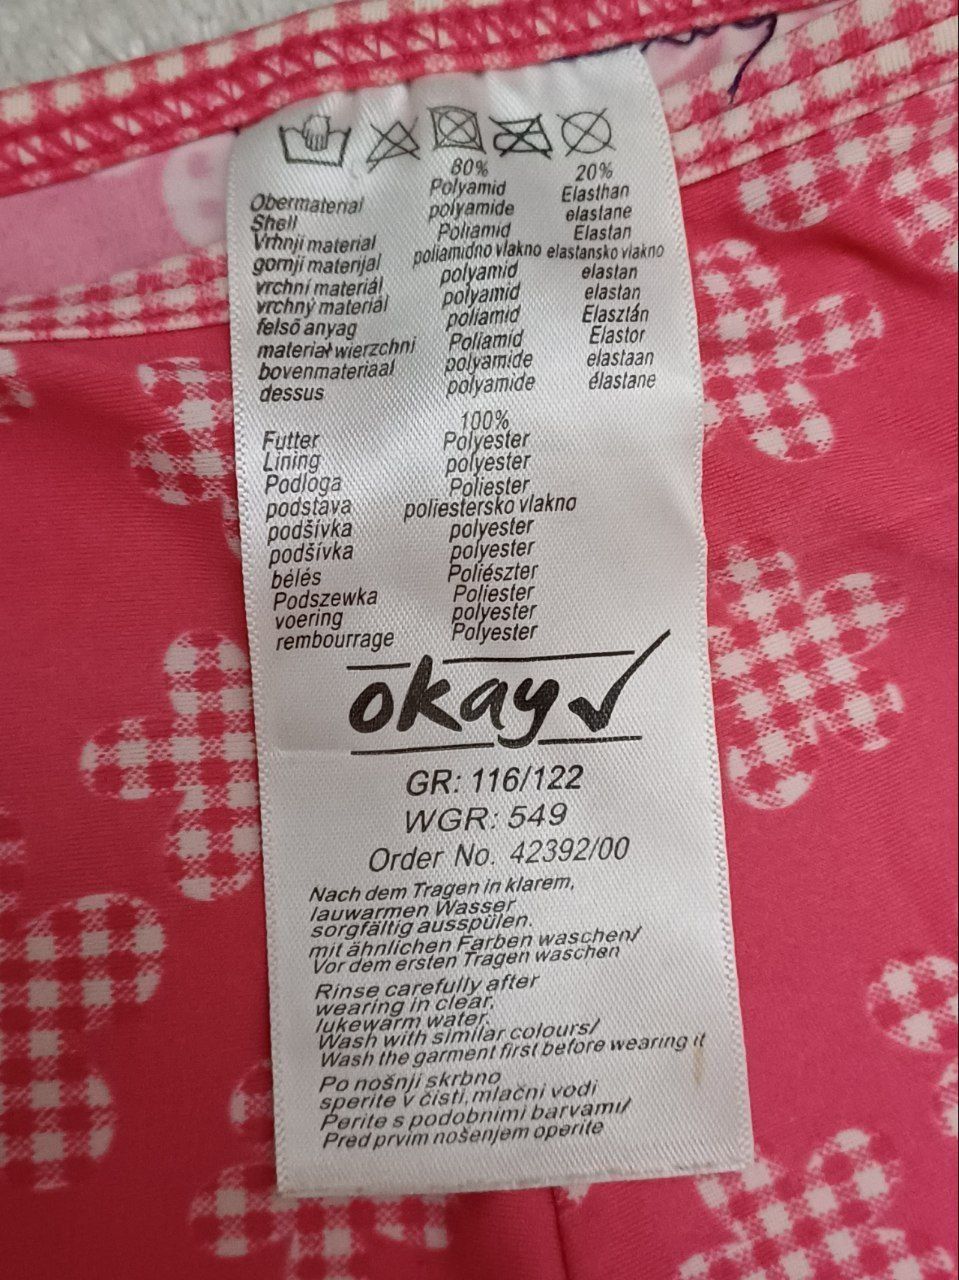 80% 20%
Obermaterial Polyamid Elasthan
Shell polyamide elastane
Vrhnji material Poliamid Elastan
gornji materijal poliamidno vlakno elastansko vlakno
vrchní materiál polyamid elastan
vrchný materiál polyamid elastan
felső anyag poliamid Elasztán
materiał wierzchni Poliamid Elastor
bovenmateriaal polyamide elastaan
dessus polyamide élastane
100%
Futter Polyester
Lining polyester
Podloga Poliester
podstava poliestersko vlakno
podšívka polyester
podšívka polyester
bélés Poliészter
Podszewka Poliester
voering polyester
rembourrage Polyester
okay
GR: 116/122
WGR: 549
Order No. 42392/00
Nach dem Tragen in klarem,
lauwarmen Wasser
sorgfältig ausspülen.
mit ähnlichen Farben waschen/
Vor dem ersten Tragen waschen
Rinse carefully after
wearing in clear,
lukewarm water.
Wash with similar colours/
Wash the garment first before wearing it
Po nošnji skrbno
sperite v čisti, mlačni vodi
Perite s podobnimi barvami/
Pred prvim nošenjem operite